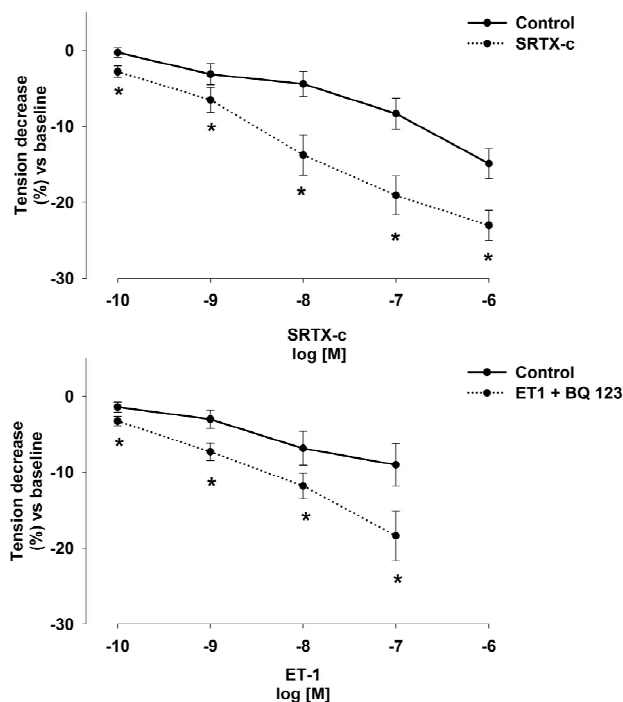 Control
SRTX-c
Tension decrease
(%) vs baseline
0
-10
-20
-30
*
*
*
*
*
-10 -9 -8 -7 -6
SRTX-c
log [M]
Control
ET1 + BQ 123
Tension decrease
(%) vs baseline
0
-10
-20
-30
*
*
*
*
-10 -9 -8 -7 -6
ET-1
log [M]